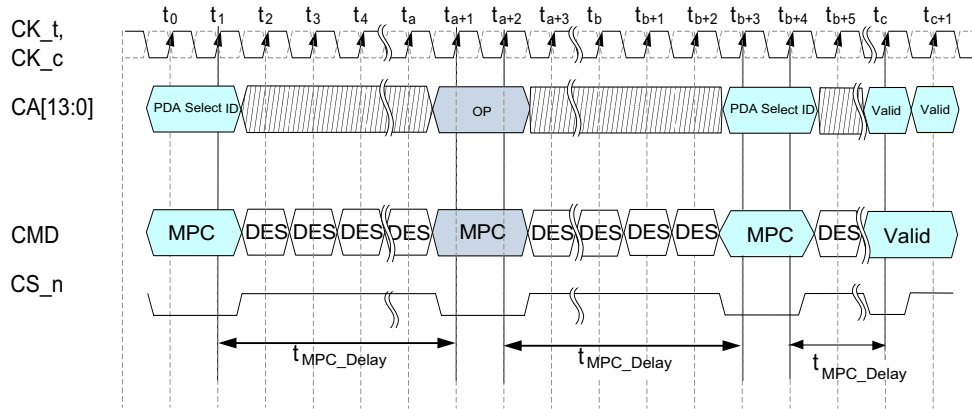 t0 t1 t2 t3 t4 ta ta+1 ta+2 ta+3 tb tb+1 tb+2 tb+3 tb+4 tb+5 tc tc+1
CK_t,
CK_c
CA[13:0] PDA Select ID OP PDA Select ID Valid Valid
CMD MPC DES DES DES DES MPC DES DES DES DES MPC DES Valid
CS_n
tMPC_Delay tMPC_Delay tMPC_Delay